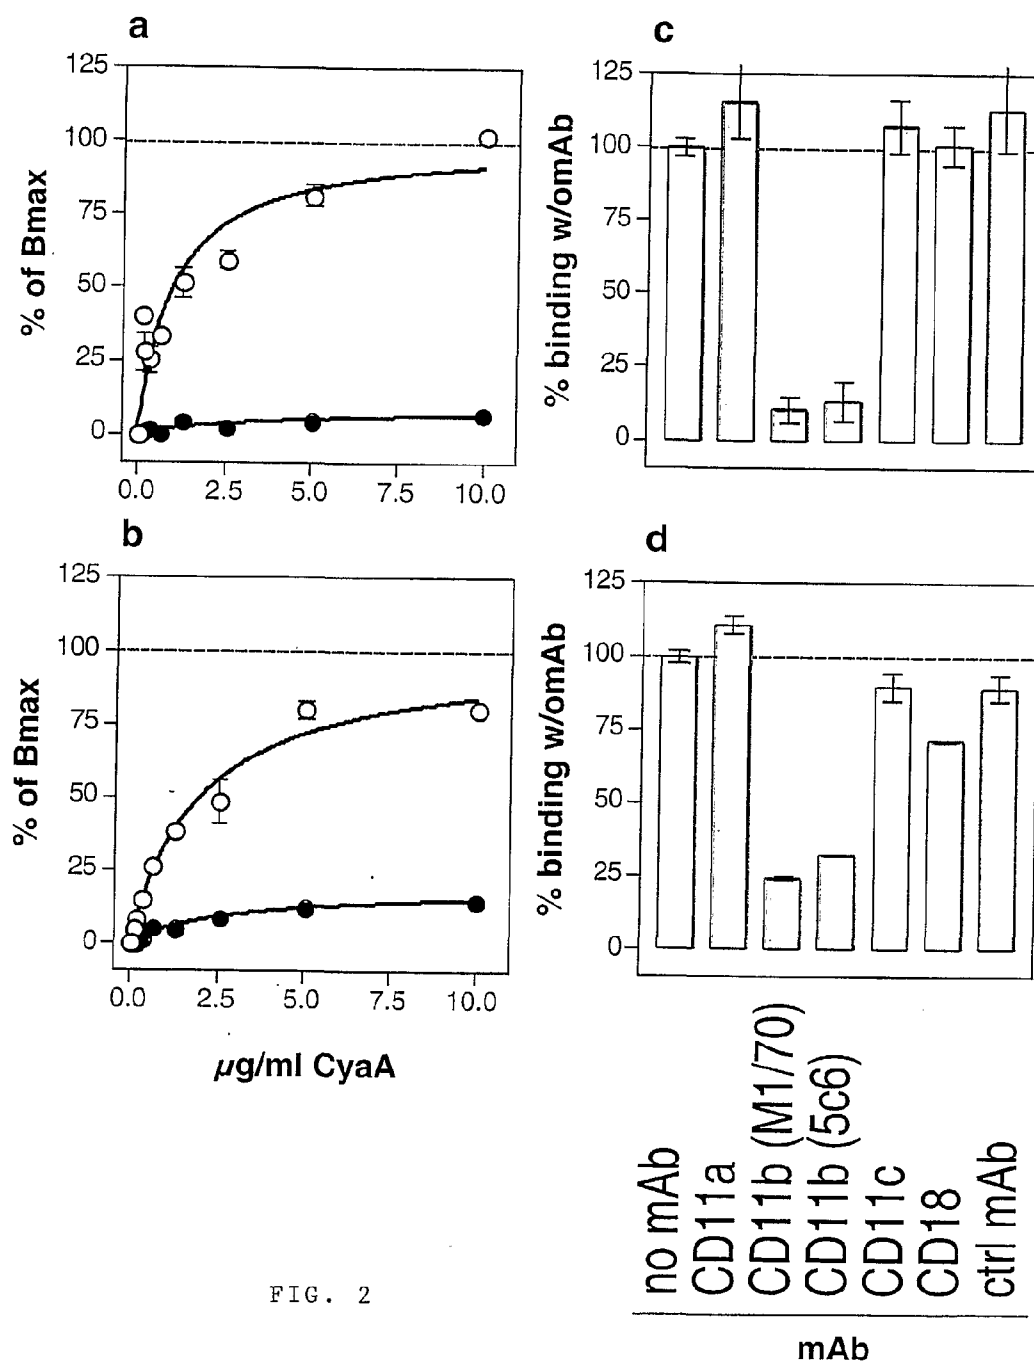 a
125
100
75
50
25
0
% of Bmax
0.0 2.5 5.0 7.5 10.0
c
125
100
75
50
25
0
% binding w/omAb
b
125
100
75
50
25
0
% of Bmax
0.0 2.5 5.0 7.5 10.0
µg/ml CyaA
d
125
100
75
50
25
0
% binding w/omAb
no mAb
CD11a
CD11b (M1/70)
CD11b (5c6)
CD11c
CD18
ctrl mAb
mAb
FIG. 2